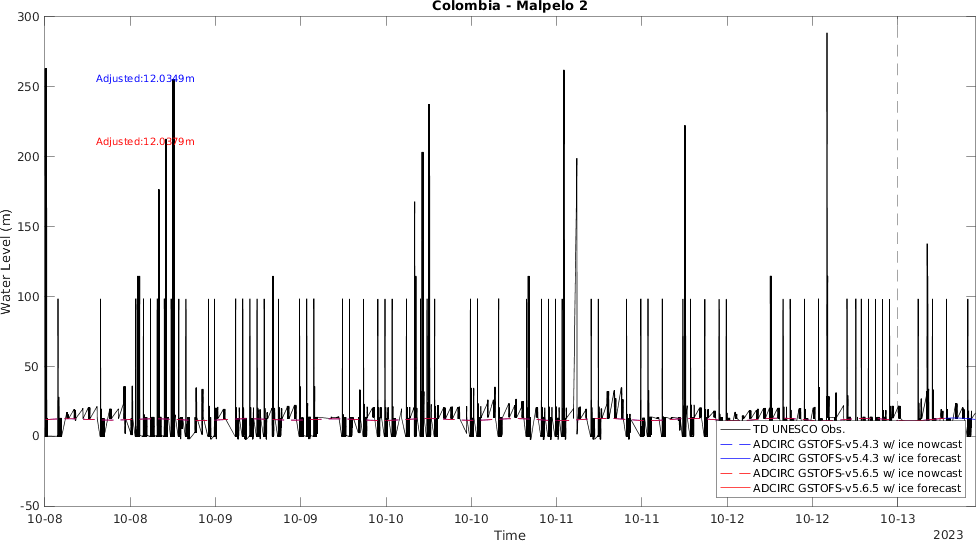 Colombia - Malpelo 2
300
250
200
150
100
50
0
-50
Water Level (m)
Adjusted:12.0349m
Adjusted:12.0379m
TD UNESCO Obs.
ADCIRC GSTOFS-v5.4.3 w/ ice nowcast
ADCIRC GSTOFS-v5.4.3 w/ ice forecast
ADCIRC GSTOFS-v5.6.5 w/ ice nowcast
ADCIRC GSTOFS-v5.6.5 w/ ice forecast
10-08 10-08 10-09 10-09 10-10 10-10 10-11 10-11 10-12 10-12 10-13
Time
2023